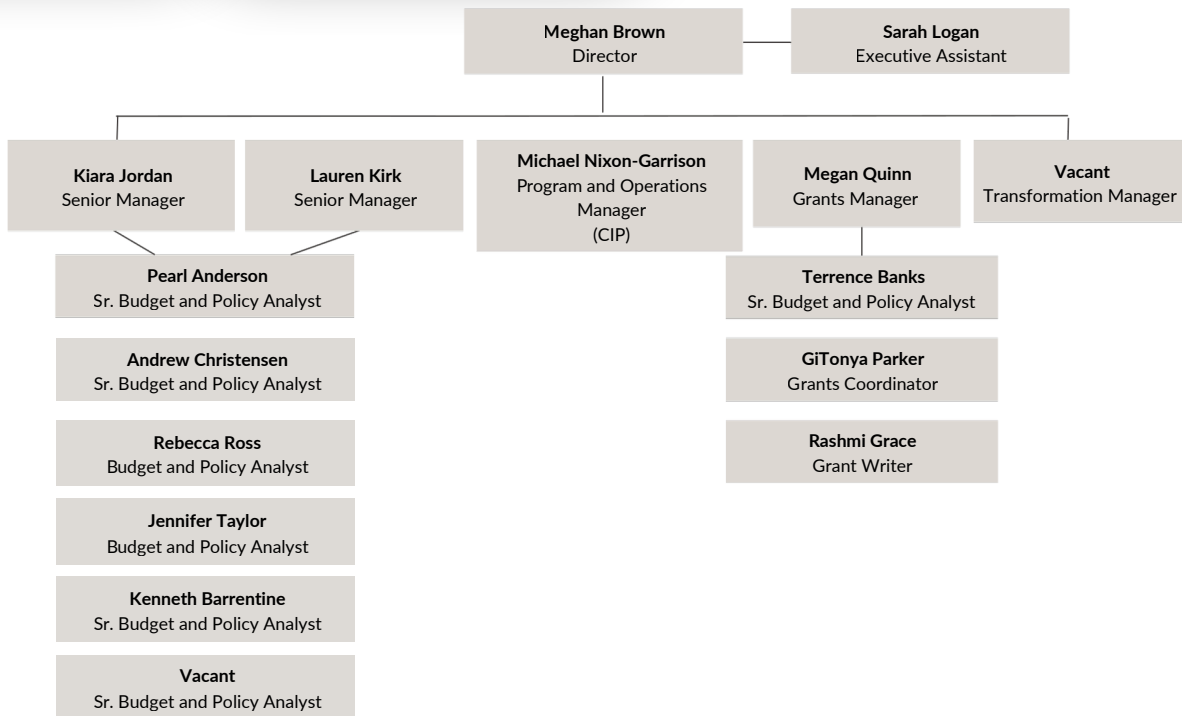 Meghan Brown
Director
Sarah Logan
Executive Assistant
Kiara Jordan
Senior Manager
Lauren Kirk
Senior Manager
Michael Nixon-Garrison
Program and Operations
Manager
(CIP)
Megan Quinn
Grants Manager
Vacant
Transformation Manager
Pearl Anderson
Sr. Budget and Policy Analyst
Andrew Christensen
Sr. Budget and Policy Analyst
Rebecca Ross
Budget and Policy Analyst
Jennifer Taylor
Budget and Policy Analyst
Kenneth Barrentine
Sr. Budget and Policy Analyst
Vacant
Sr. Budget and Policy Analyst
Terrence Banks
Sr. Budget and Policy Analyst
GiTonya Parker
Grants Coordinator
Rashmi Grace
Grant Writer